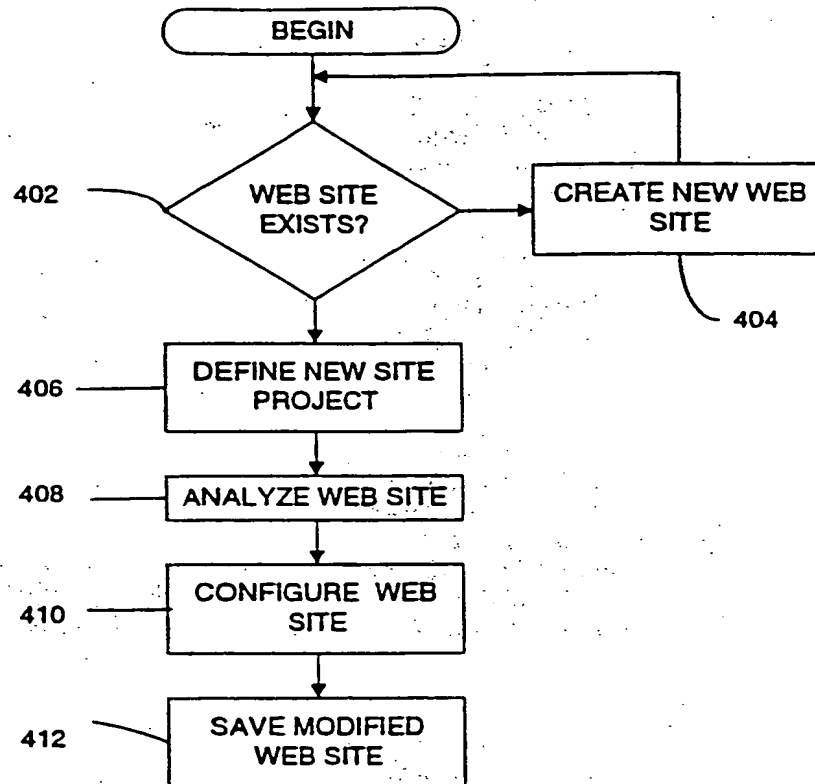 BEGIN
402
WEB SITE
EXISTS?
CREATE NEW WEB
SITE
404
406
DEFINE NEW SITE
PROJECT
408
ANALYZE WEB SITE
410
CONFIGURE WEB
SITE
412
SAVE MODIFIED
WEB SITE